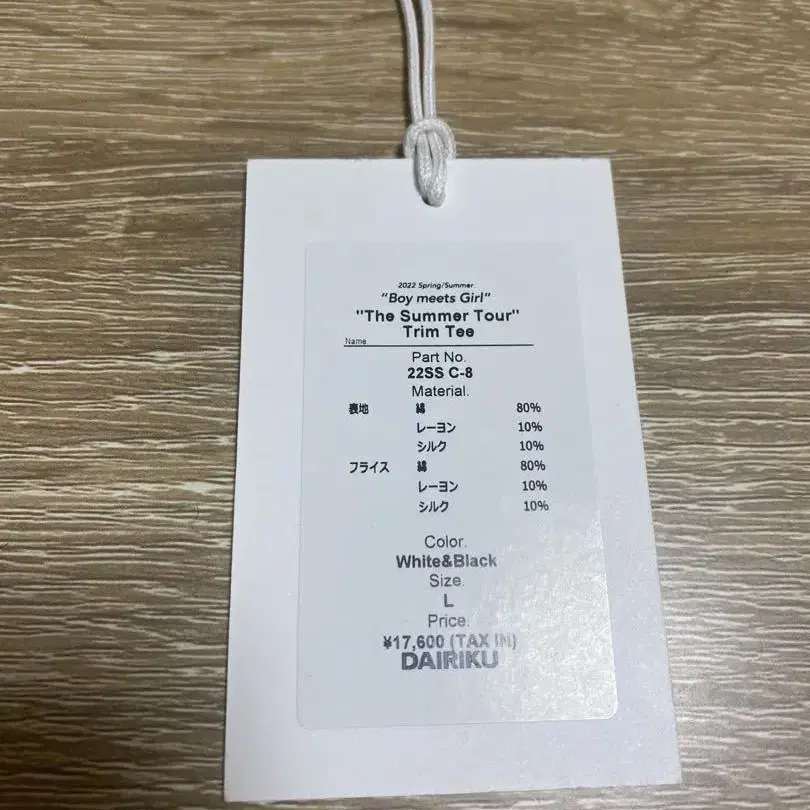 2022 Spring/Summer
"Boy meets Girl"
"The Summer Tour"
Trim Tee
Name.
Part No.
22SS C-8
Material.
表地 綿 80%
レーヨン 10%
シルク 10%
フライス 綿 80%
レーヨン 10%
シルク 10%
Color.
White&Black
Size.
L
Price.
¥17,600 (TAX IN)
DAIRIKU